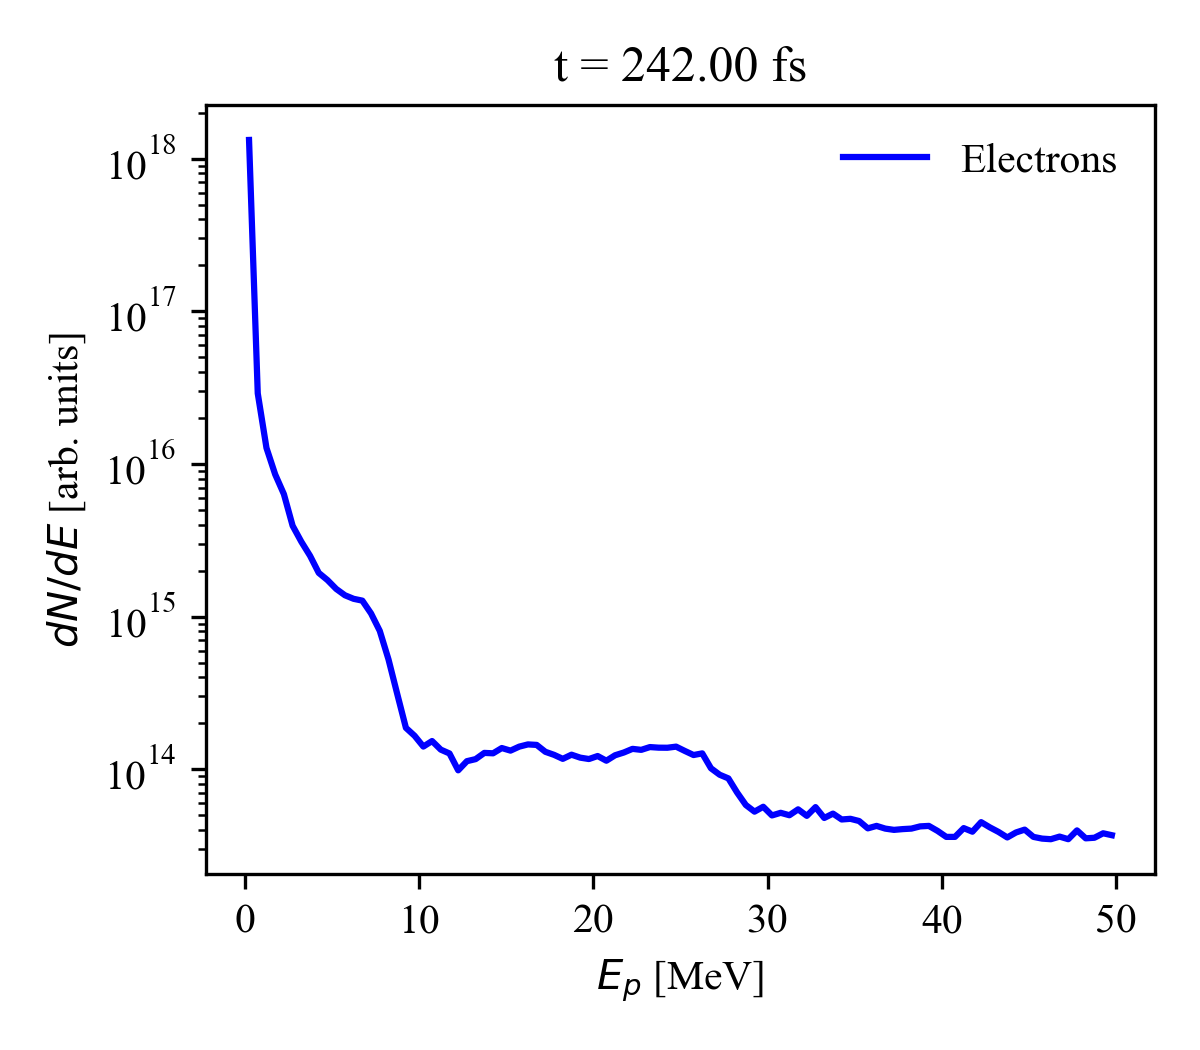 t = 242.00 fs
Electrons
10^18
10^17
10^16
10^15
10^14
dN/dE [arb. units]
0 10 20 30 40 50
E_p [MeV]